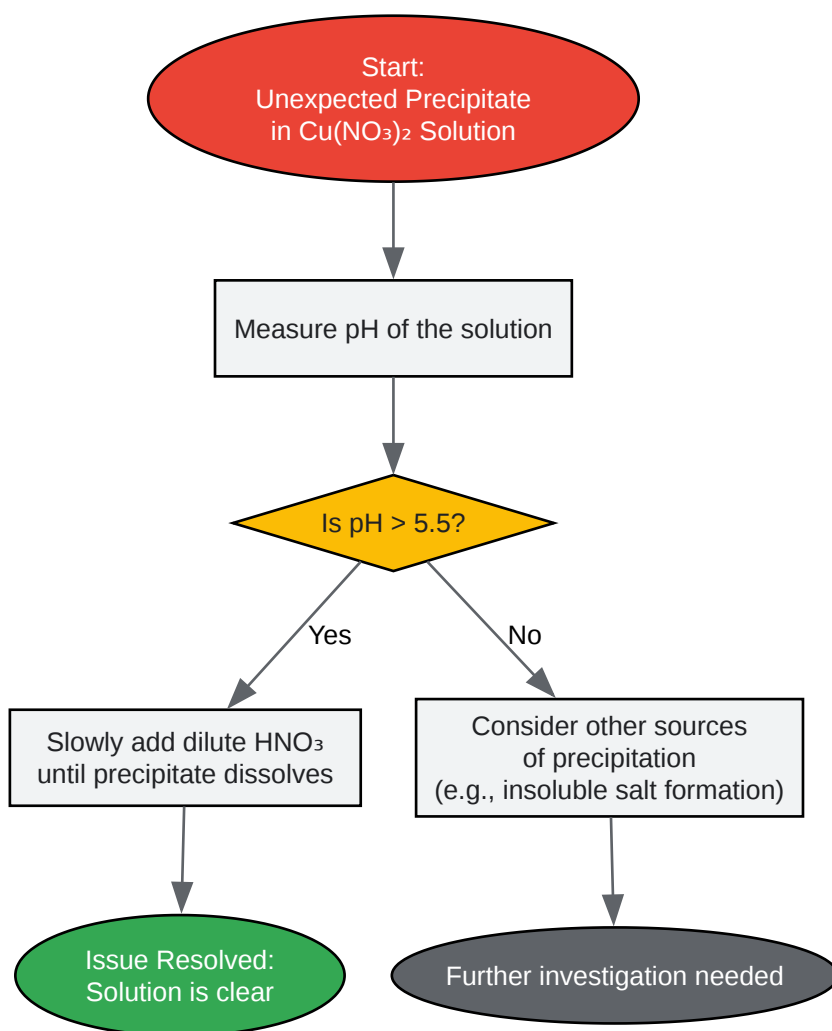 Start:
Unexpected Precipitate
in Cu(NO₃)₂ Solution
Measure pH of the solution
Is pH > 5.5?
Yes
No
Slowly add dilute HNO₃
until precipitate dissolves
Consider other sources
of precipitation
(e.g., insoluble salt formation)
Issue Resolved:
Solution is clear
Further investigation needed